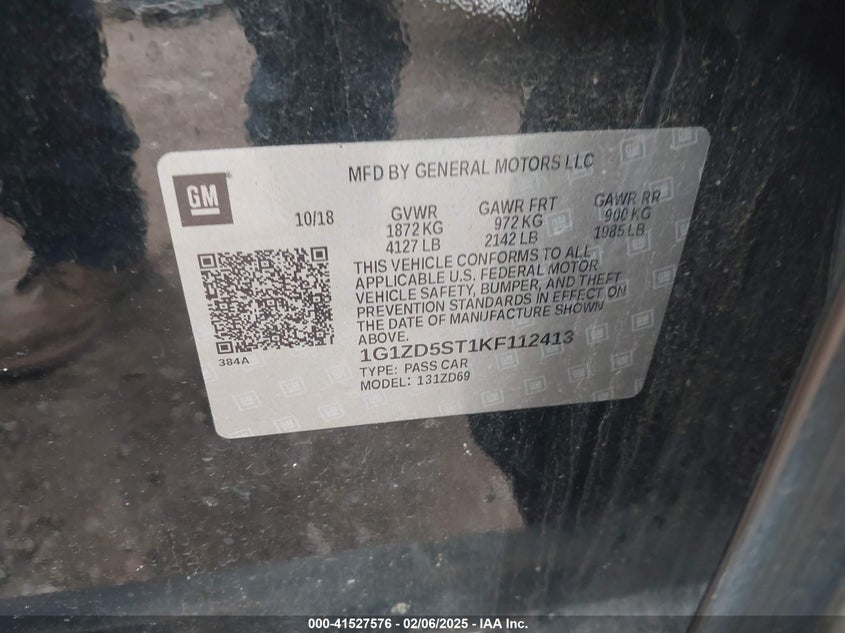 MFD BY GENERAL MOTORS LLC
GM
10/18
GVWR
1872 KG
4127 LB
GAWR FRT
972 KG
2142 LB
GAWR RR
900 KG
1985 LB
THIS VEHICLE CONFORMS TO ALL
APPLICABLE U.S. FEDERAL MOTOR
VEHICLE SAFETY, BUMPER, AND THEFT
PREVENTION STANDARDS IN EFFECT ON
THE DATE OF MANUFACTURE SHOWN
ABOVE.
384A
1G1ZD5ST1KF112413
TYPE: PASS CAR
MODEL: 131ZD69
000-41527576 — 02/06/2025 — © IAA Inc.